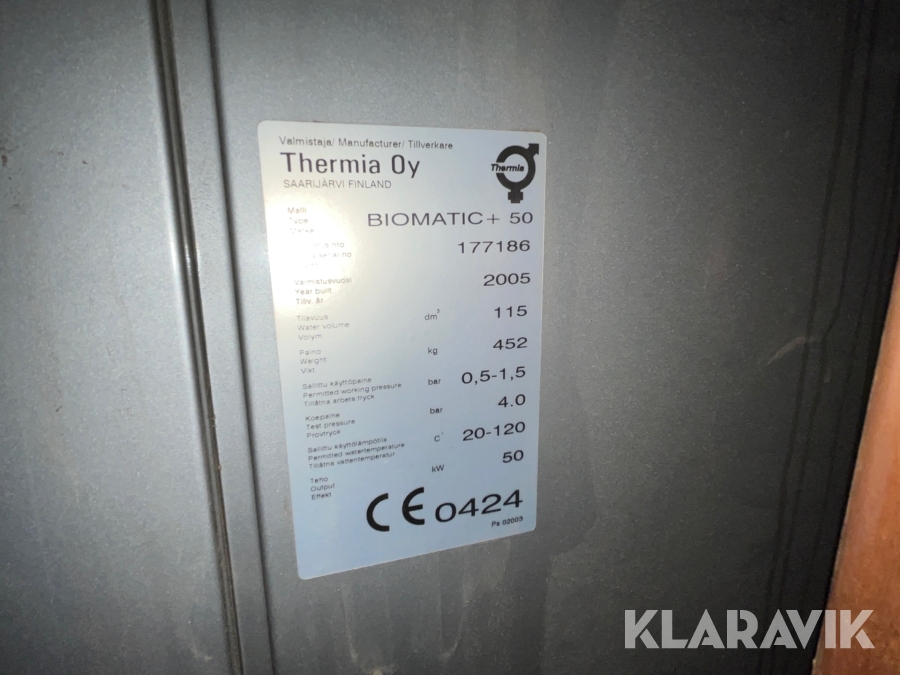 Valmistaja/ Manufacturer/ Tillverkare
Thermia Oy
SAARIJÄRVI FINLAND
Thermia
Malli
Type
BIOMATIC+ 50
177186
serial no
Valmistusvuosi
Year built
Tillv. år
2005
Tilavuus
Water volume
Volym
dm³
115
Paino
Weight
Vikt
kg
452
Sallittu käyttöpaine
Permitted working pressure
Tillåtna arbets.tryck
bar
0,5-1,5
Koepaine
Test pressure
Provtryck
bar
4.0
Sallittu käyttölämpötila
Permitted watertemperature
Tillåtna vattentemperatur
C°
20-120
Teho
Output
Effekt
kW
50
CE 0424
Ps 02003
KLARAVIK